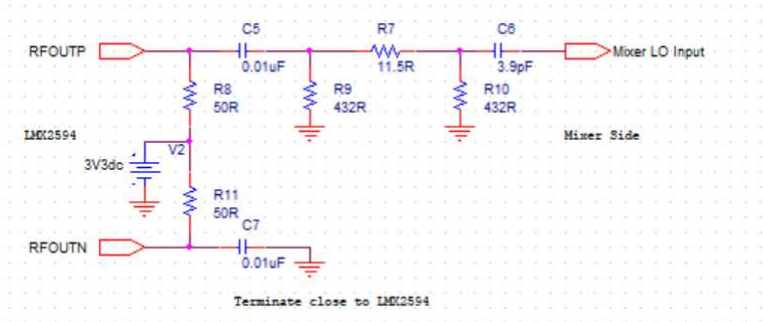 C5 R7 C6
RFOUTP Mixer LO Input
0.01uF 11.5R 3.9pF
R8 R9 R10
50R 432R 432R
LMX2594 Mixer Side
V2
3V3dc
R11
50R
C7
RFOUTN
0.01uF
Terminate close to LMX2594